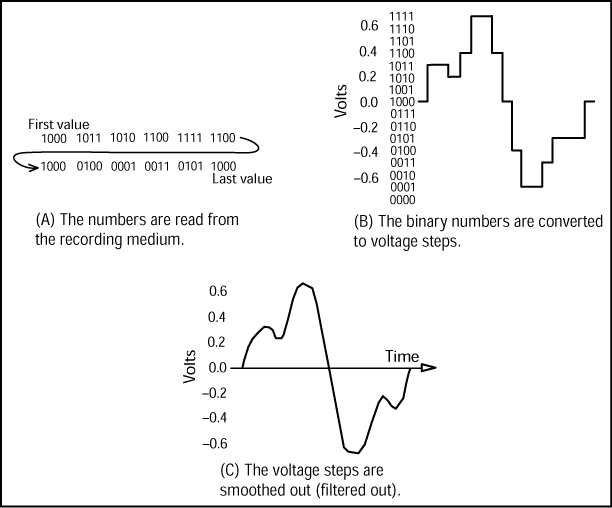 First value
1000 1011 1010 1100 1111 1100
1000 0100 0001 0011 0101 1000
Last value
(A) The numbers are read from
the recording medium.
Volts
0.6
0.4
0.2
0.0
–0.2
–0.4
–0.6
1111
1110
1101
1100
1011
1010
1001
1000
0111
0110
0101
0100
0011
0010
0001
0000
(B) The binary numbers are converted
to voltage steps.
Volts
0.6
0.4
0.2
0.0
–0.2
–0.4
–0.6
Time
(C) The voltage steps are
smoothed out (filtered out).